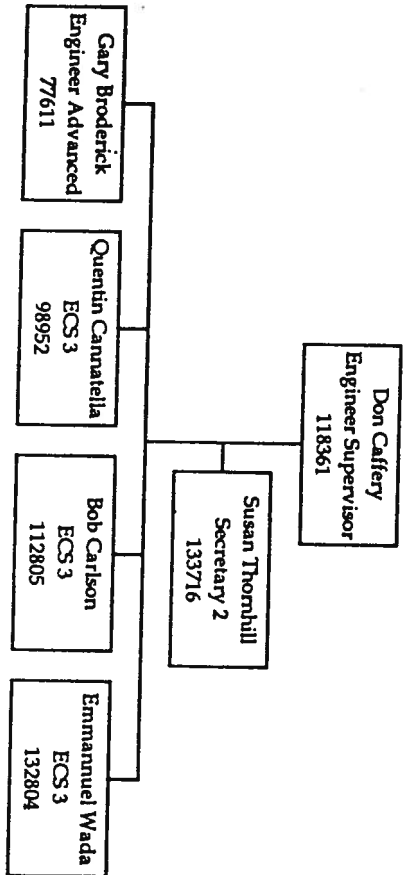 Don Caffery
Engineer Supervisor
118361
Susan Thornhill
Secretary 2
133716
Gary Broderick
Engineer Advanced
77611
Quentin Cannatella
ECS 3
98952
Bob Carlson
ECS 3
112805
Emmannuel Wada
ECS 3
132804